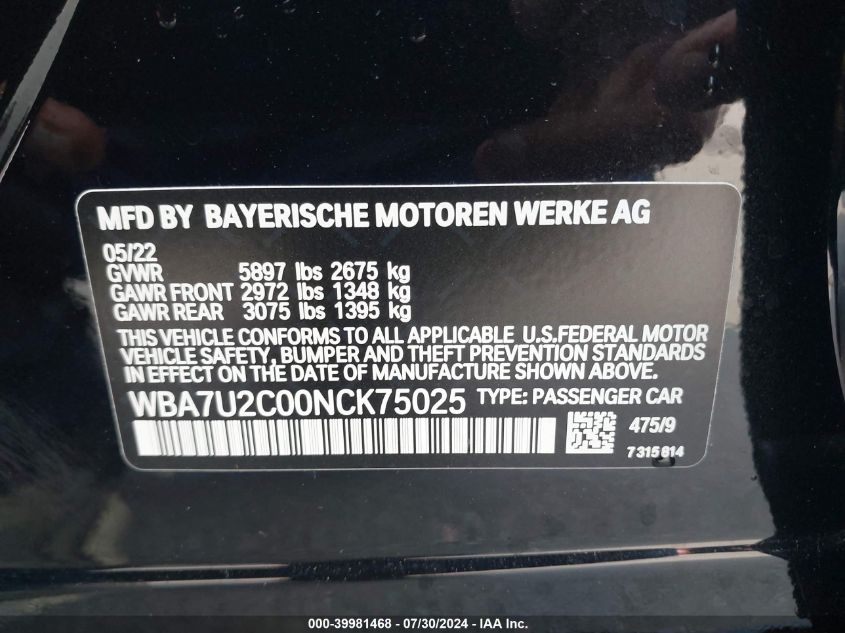 MFD BY BAYERISCHE MOTOREN WERKE AG
05/22
GVWR 5897 lbs 2675 kg
GAWR FRONT 2972 lbs 1348 kg
GAWR REAR 3075 lbs 1395 kg
THIS VEHICLE CONFORMS TO ALL APPLICABLE U.S.FEDERAL MOTOR
VEHICLE SAFETY, BUMPER AND THEFT PREVENTION STANDARDS
IN EFFECT ON THE DATE OF MANUFACTURE SHOWN ABOVE.
WBA7U2C00NCK75025 TYPE: PASSENGER CAR
475/9
7315614
000-39981468 - 07/30/2024 - IAA Inc.